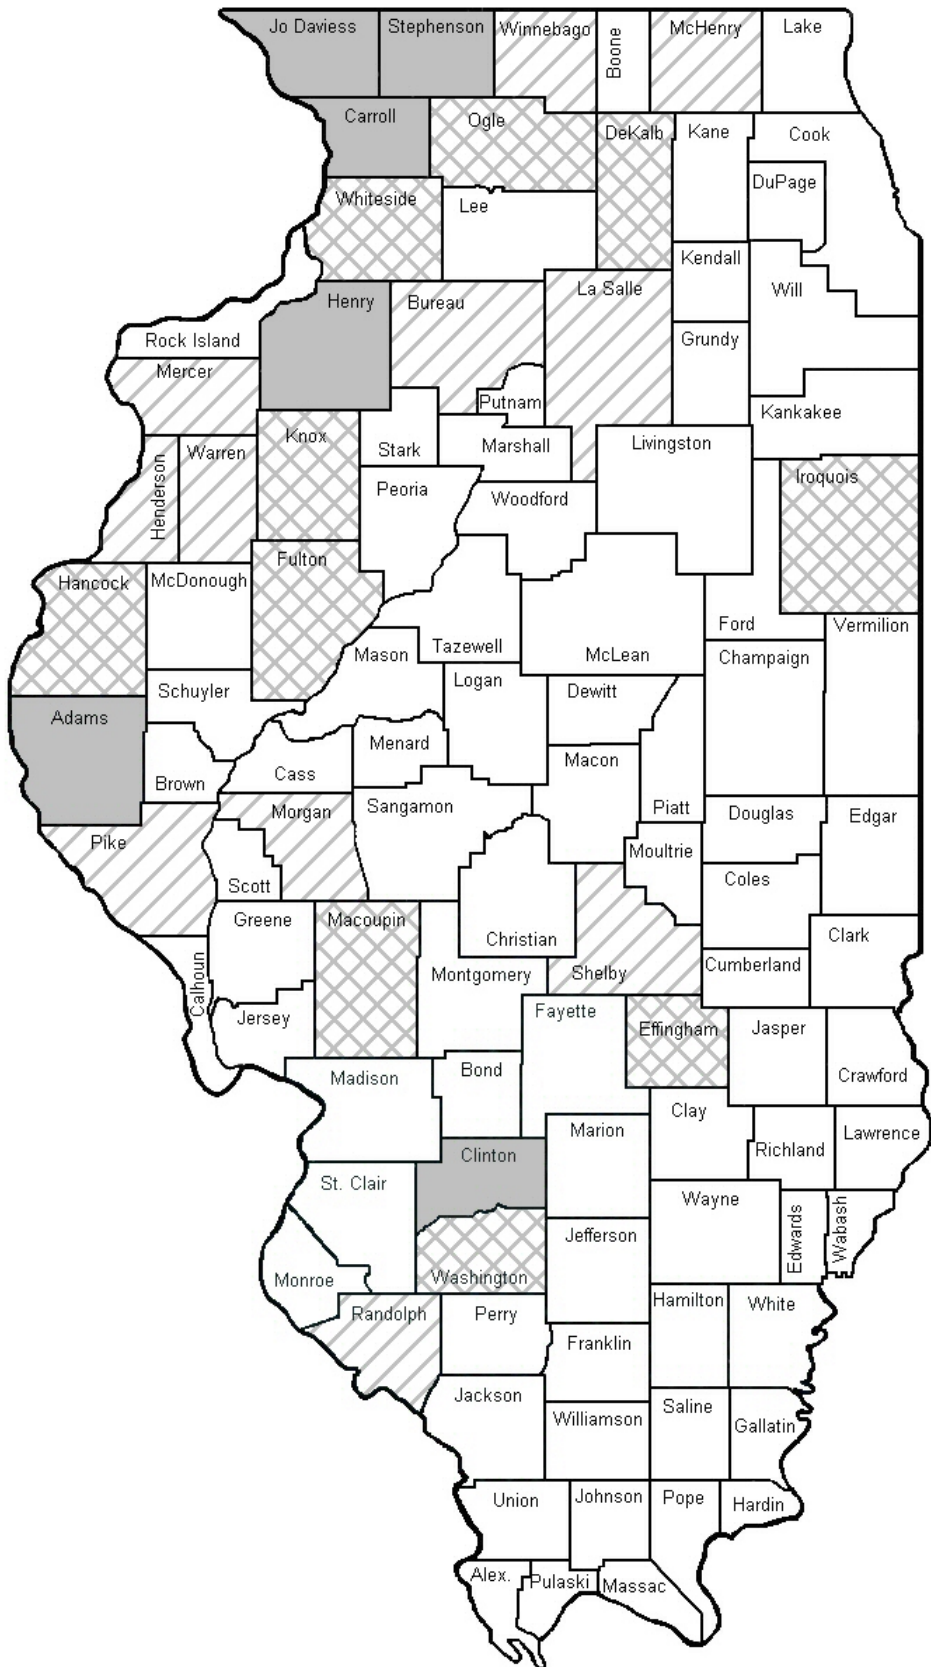 Jo Daviess
Stephenson
Winnebago
Boone
McHenry
Lake
Carroll
Ogle
DeKalb
Kane
Cook
DuPage
Whiteside
Lee
Kendall
Will
Henry
Bureau
La Salle
Rock Island
Grundy
Mercer
Putnam
Kankakee
Knox
Stark
Marshall
Livingston
Henderson
Warren
Peoria
Woodford
Iroquois
Hancock
McDonough
Fulton
Ford
Vermilion
Mason
Tazewell
McLean
Champaign
Schuyler
Logan
Dewitt
Adams
Menard
Macon
Brown
Cass
Sangamon
Piatt
Douglas
Edgar
Pike
Morgan
Moultrie
Scott
Coles
Greene
Macoupin
Christian
Clark
Calhoun
Montgomery
Shelby
Cumberland
Jersey
Fayette
Effingham
Jasper
Madison
Bond
Crawford
Clay
Marion
Richland
Lawrence
Clinton
St. Clair
Wayne
Edwards
Wabash
Jefferson
Monroe
Washington
Randolph
Perry
Hamilton
White
Franklin
Jackson
Williamson
Saline
Gallatin
Union
Johnson
Pope
Hardin
Alex.
Pulaski
Massac